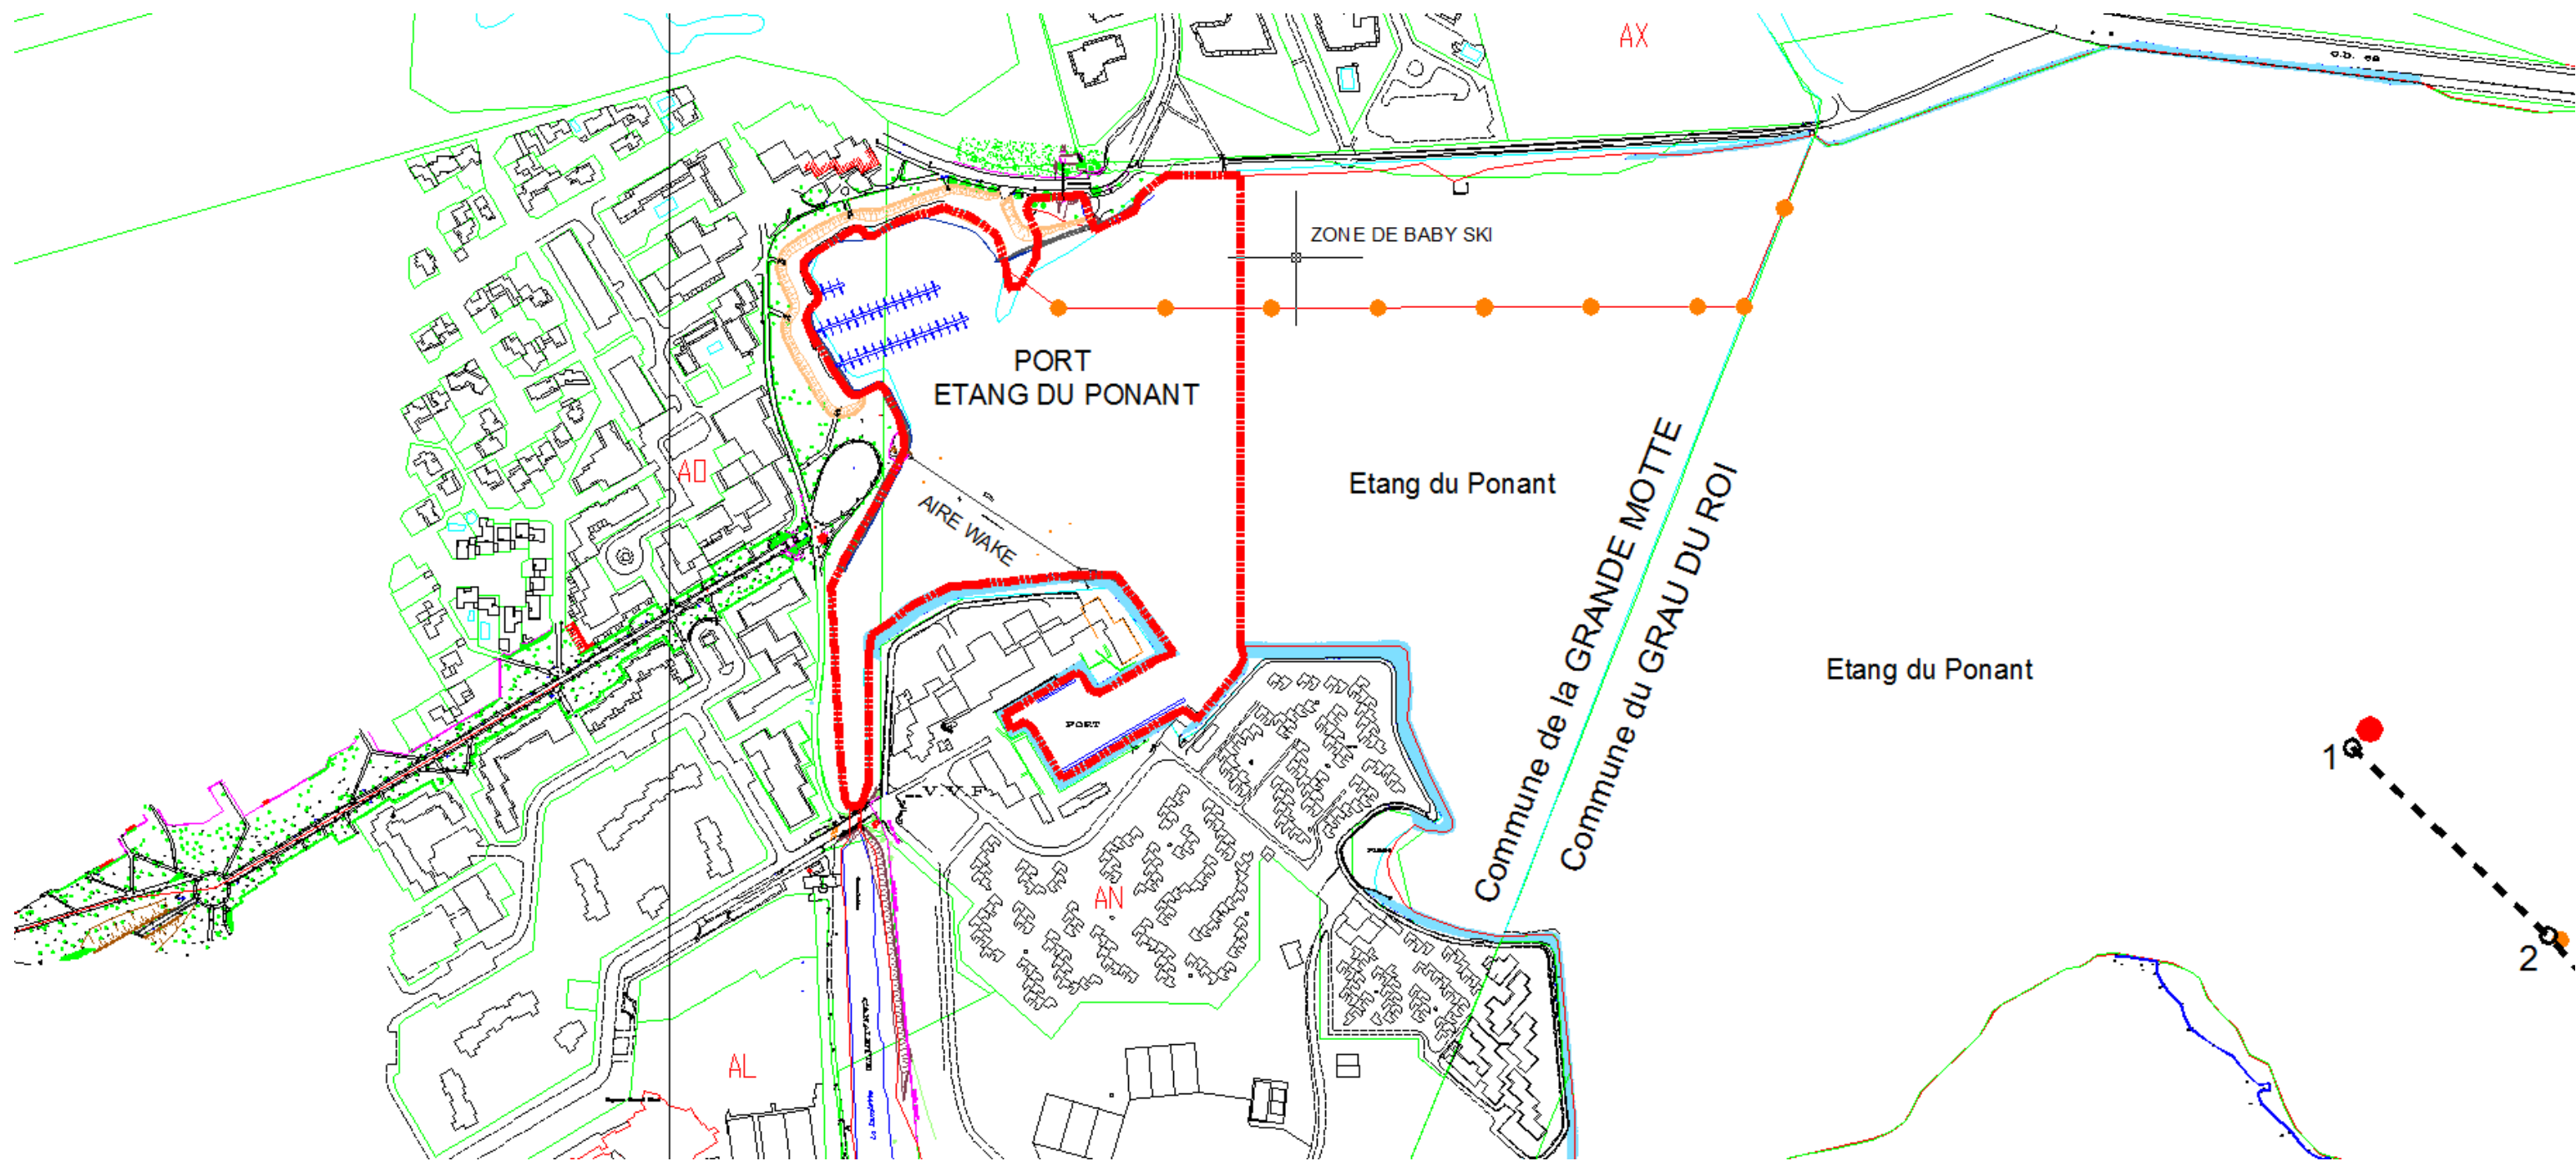 AX
ZONE DE BABY SKI
PORT
ETANG DU PONANT
AO
AIRE WAKE
Etang du Ponant
Commune de la GRANDE MOTTE
Commune du GRAU DU ROI
Etang du Ponant
PORT
1
V.V.F
AN
2
AL